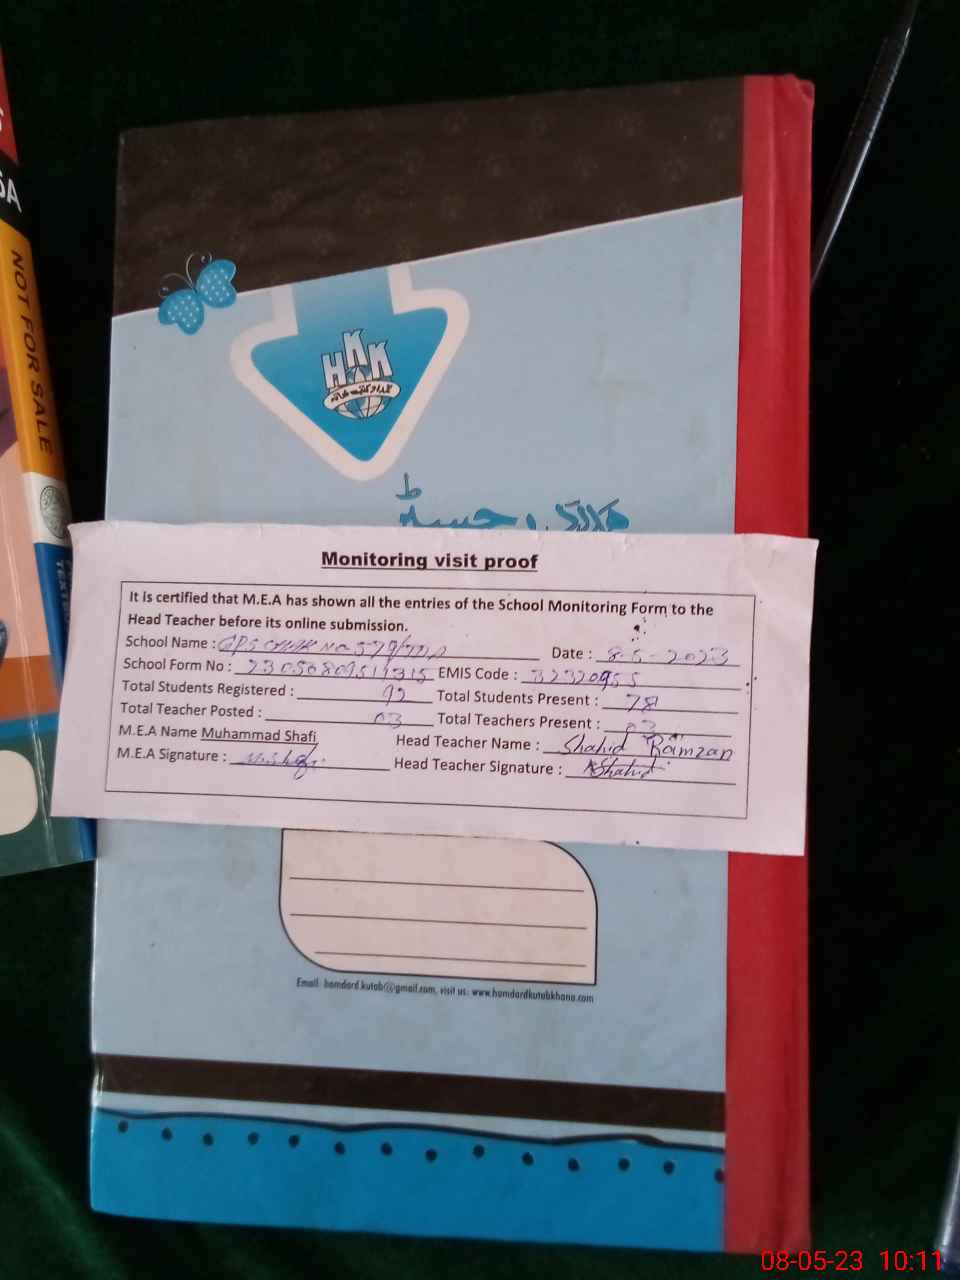 NOT FOR SALE
HKK
Monitoring visit proof
It is certified that M.E.A has shown all the entries of the School Monitoring Form to the
Head Teacher before its online submission.
School Name : GPS CHAK No 579/TDA Date : 8-5-2023
School Form No : EMIS Code : 32320955
Total Students Registered : 92 Total Students Present : 78
Total Teacher Posted : 03 Total Teachers Present : 03
M.E.A Name Muhammad Shafi Head Teacher Name : Shahid Ramzan
M.E.A Signature : M.Shafi Head Teacher Signature : Shahid
Email: hamdard.kutab@gmail.com, visit us: www.hamdardkutabkhana.com
08-05-23 10:11